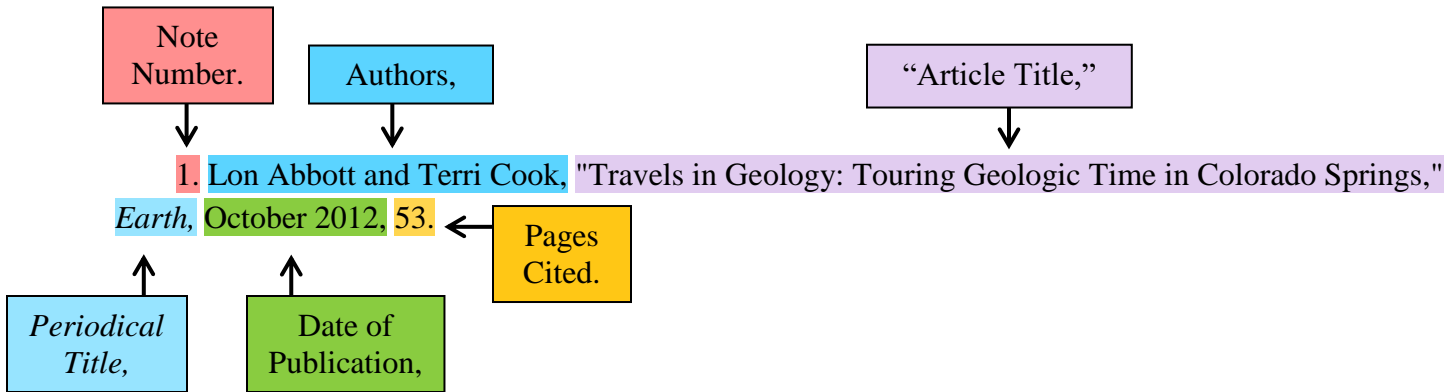 Note
Number.
Authors,
“Article Title,”
1. Lon Abbott and Terri Cook, "Travels in Geology: Touring Geologic Time in Colorado Springs,"
Earth, October 2012, 53.
Pages
Cited.
Periodical
Title,
Date of
Publication,